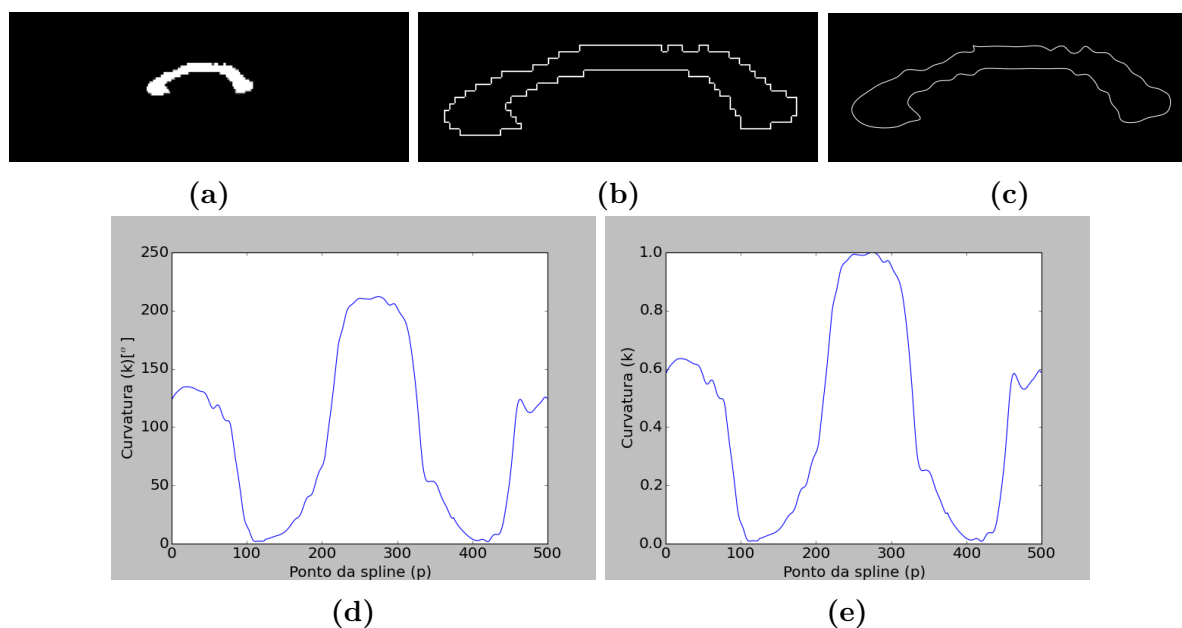 (a)
(b)
(c)
250
200
150
100
50
0
Curvatura (k)[° ]
0 100 200 300 400 500
Ponto da spline (p)
1.0
0.8
0.6
0.4
0.2
0.0
Curvatura (k)
0 100 200 300 400 500
Ponto da spline (p)
(d)
(e)